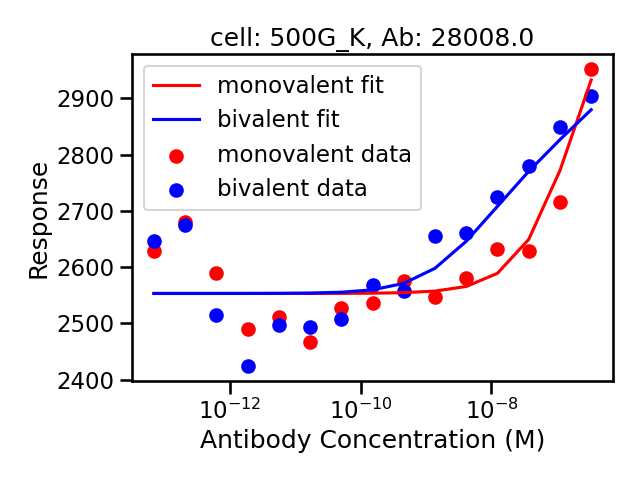 cell: 500G_K, Ab: 28008.0
monovalent fit
bivalent fit
monovalent data
bivalent data
Response
2900
2800
2700
2600
2500
2400
10⁻¹² 10⁻¹⁰ 10⁻⁸
Antibody Concentration (M)